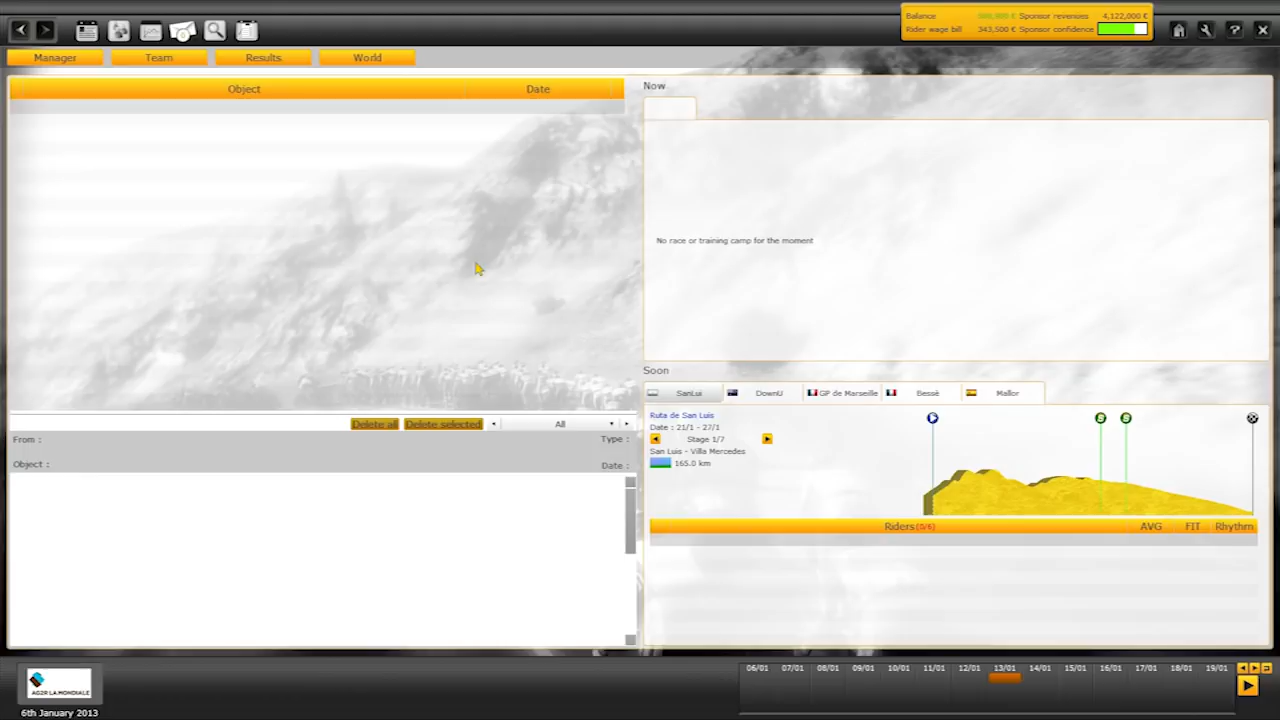 Balance
Sponsor revenues 4,122,000 €
Rider wage bill 343,500 € Sponsor confidence
Manager Team Results World
Object Date
Now
No race or training camp for the moment
Soon
SanLui DownU GP de Marseille Bessè Mallor
Ruta de San Luis
Date : 21/1 - 27/1
Stage 1/7
San Luis - Villa Mercedes
165.0 km
Delete all Delete selected All
From : Type :
Object : Date :
Riders(5/6) AVG FIT Rhythm
06/01 07/01 08/01 09/01 10/01 11/01 12/01 13/01 14/01 15/01 16/01 17/01 18/01 19/01
AG2R LA MONDIALE
6th January 2013